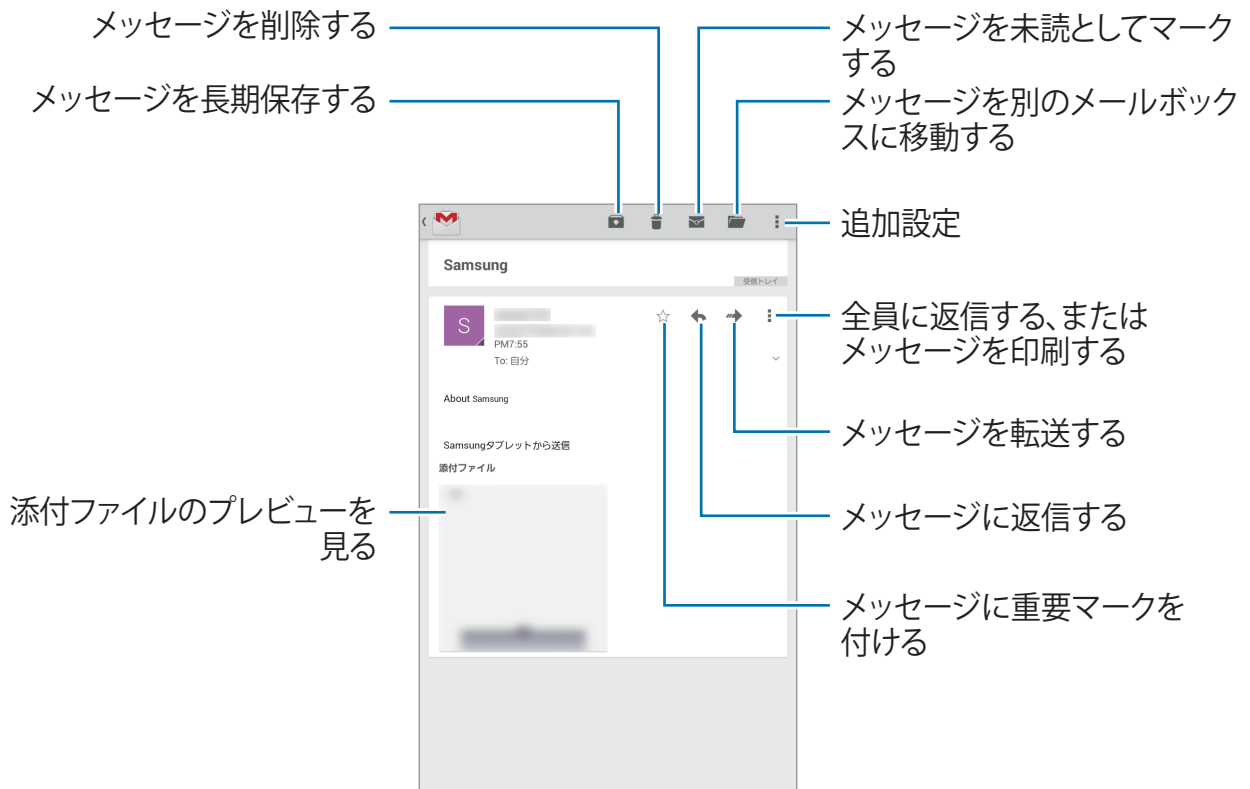 メッセージを削除する
メッセージを長期保存する
メッセージを未読としてマーク
する
メッセージを別のメールボック
スに移動する
追加設定
Samsung
受信トレイ
S
PM7:55
To: 自分
全員に返信する、または
メッセージを印刷する
About Samsung
メッセージを転送する
Samsungタブレットから送信
添付ファイル
添付ファイルのプレビューを
見る
メッセージに返信する
メッセージに重要マークを
付ける